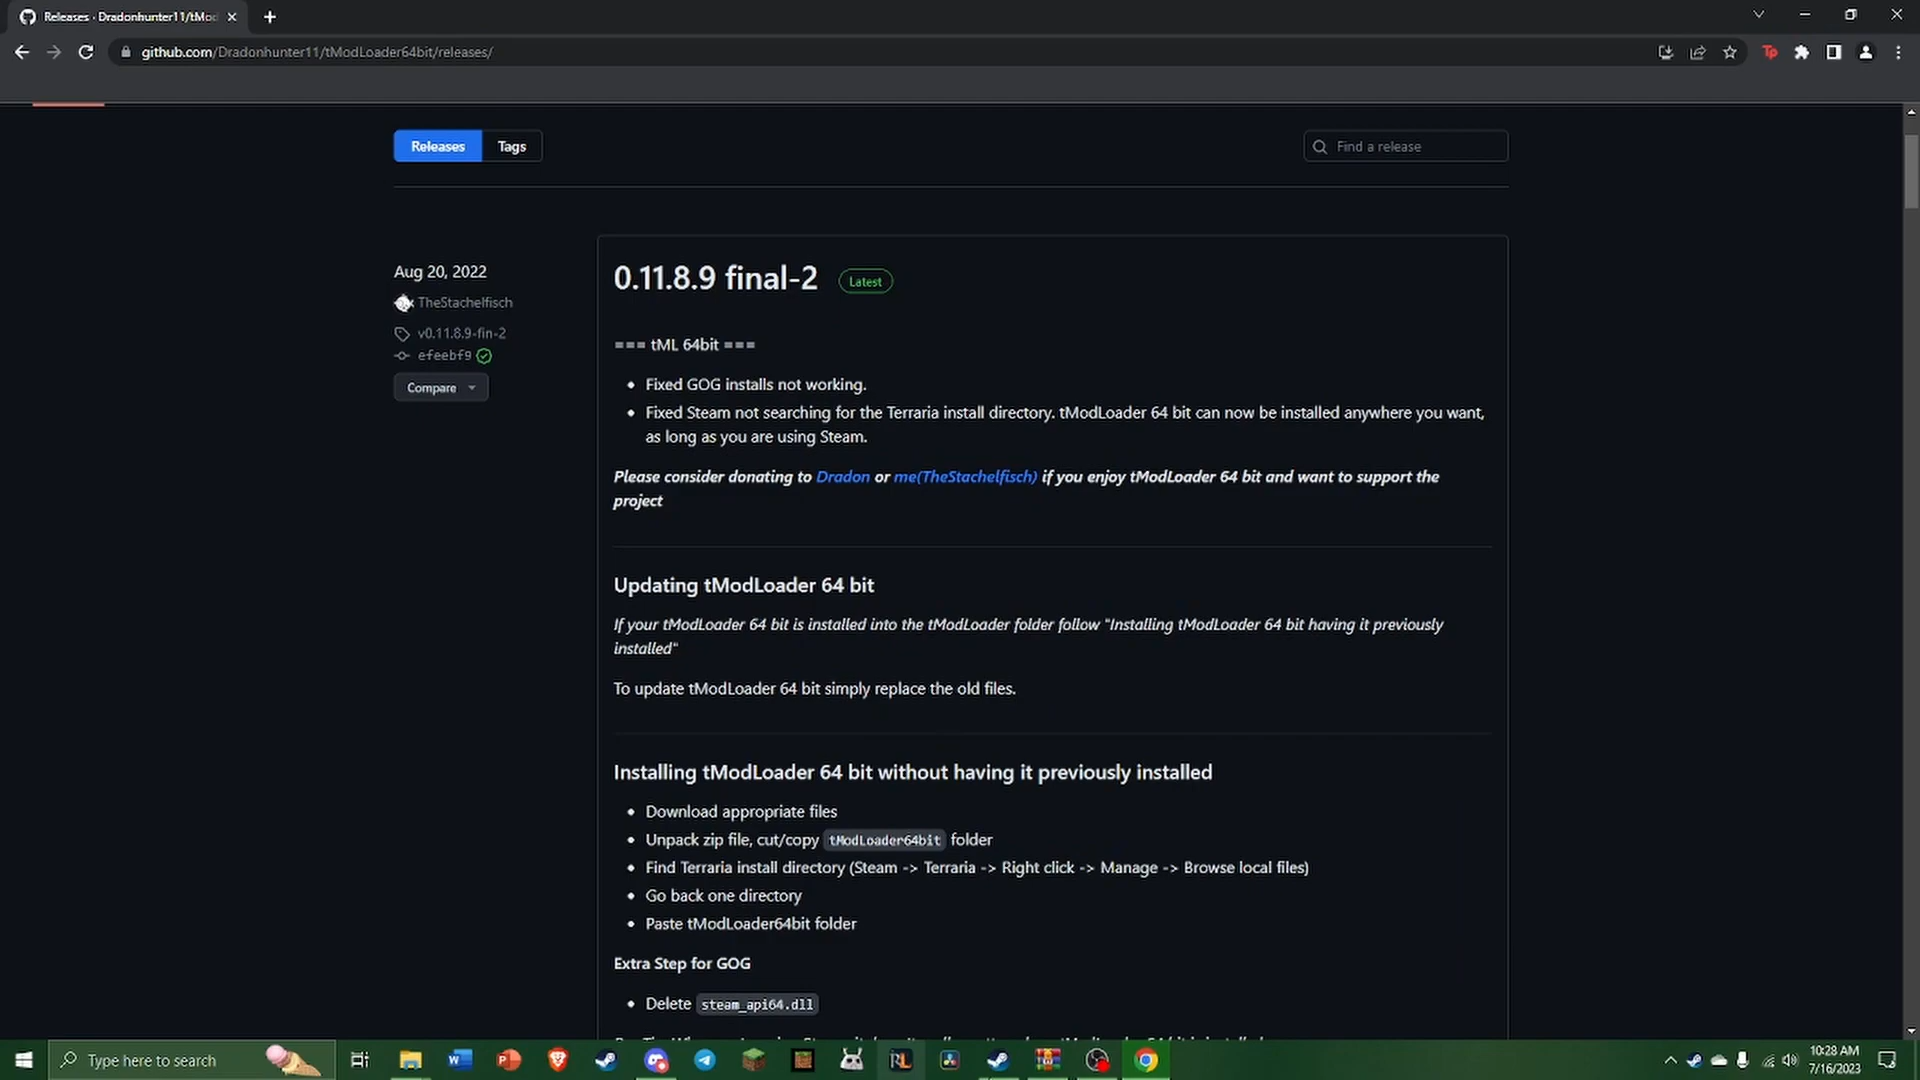 Releases · Dradonhunter11/tMod
github.com/Dradonhunter11/tModLoader64bit/releases/
Releases
Tags
Find a release
Aug 20, 2022
TheStachelfisch
v0.11.8.9-fin-2
efeebf9
Compare
0.11.8.9 final-2
Latest
=== tML 64bit ===
• Fixed GOG installs not working.
• Fixed Steam not searching for the Terraria install directory. tModLoader 64 bit can now be installed anywhere you want,
as long as you are using Steam.
Please consider donating to Dradon or me(TheStachelfisch) if you enjoy tModLoader 64 bit and want to support the
project
Updating tModLoader 64 bit
If your tModLoader 64 bit is installed into the tModLoader folder follow "Installing tModLoader 64 bit having it previously
installed"
To update tModLoader 64 bit simply replace the old files.
Installing tModLoader 64 bit without having it previously installed
• Download appropriate files
• Unpack zip file, cut/copy tModLoader64bit folder
• Find Terraria install directory (Steam -> Terraria -> Right click -> Manage -> Browse local files)
• Go back one directory
• Paste tModLoader64bit folder
Extra Step for GOG
• Delete steam_api64.dll
Type here to search
10:28 AM
7/16/2023